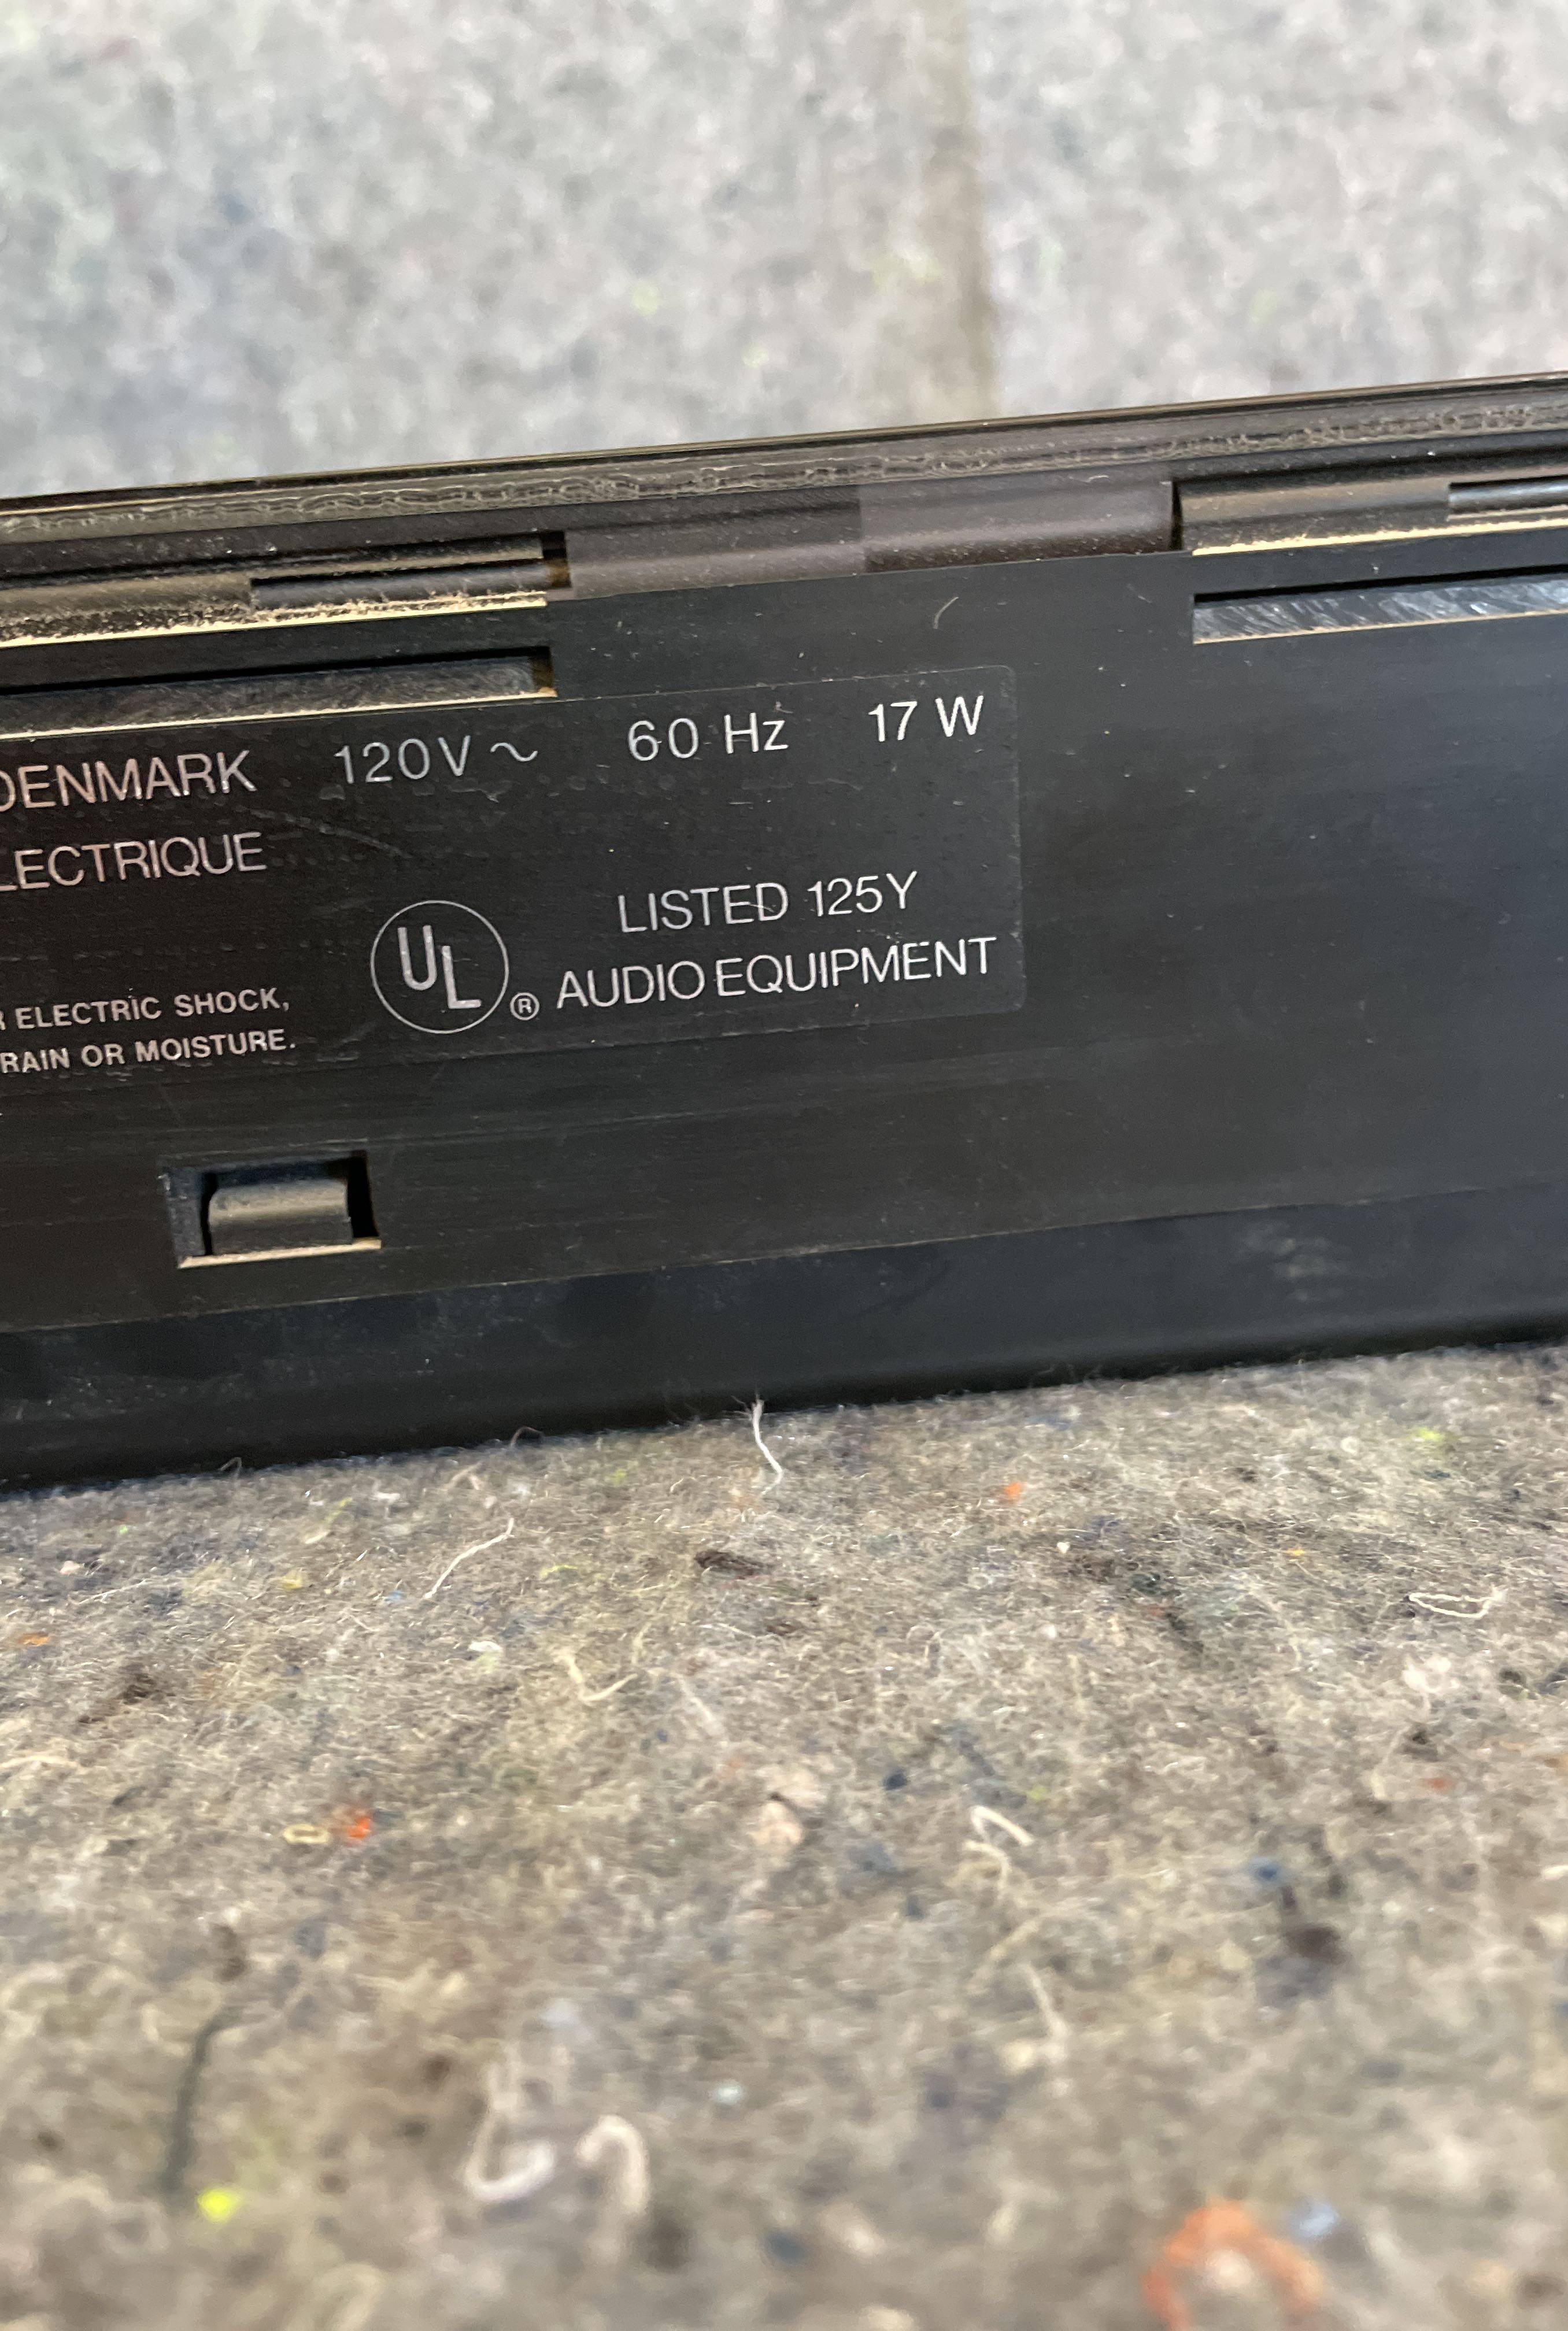 DENMARK 120V ~ 60 Hz 17 W
LECTRIQUE
LISTED 125Y
UL ® AUDIO EQUIPMENT
R ELECTRIC SHOCK,
RAIN OR MOISTURE.